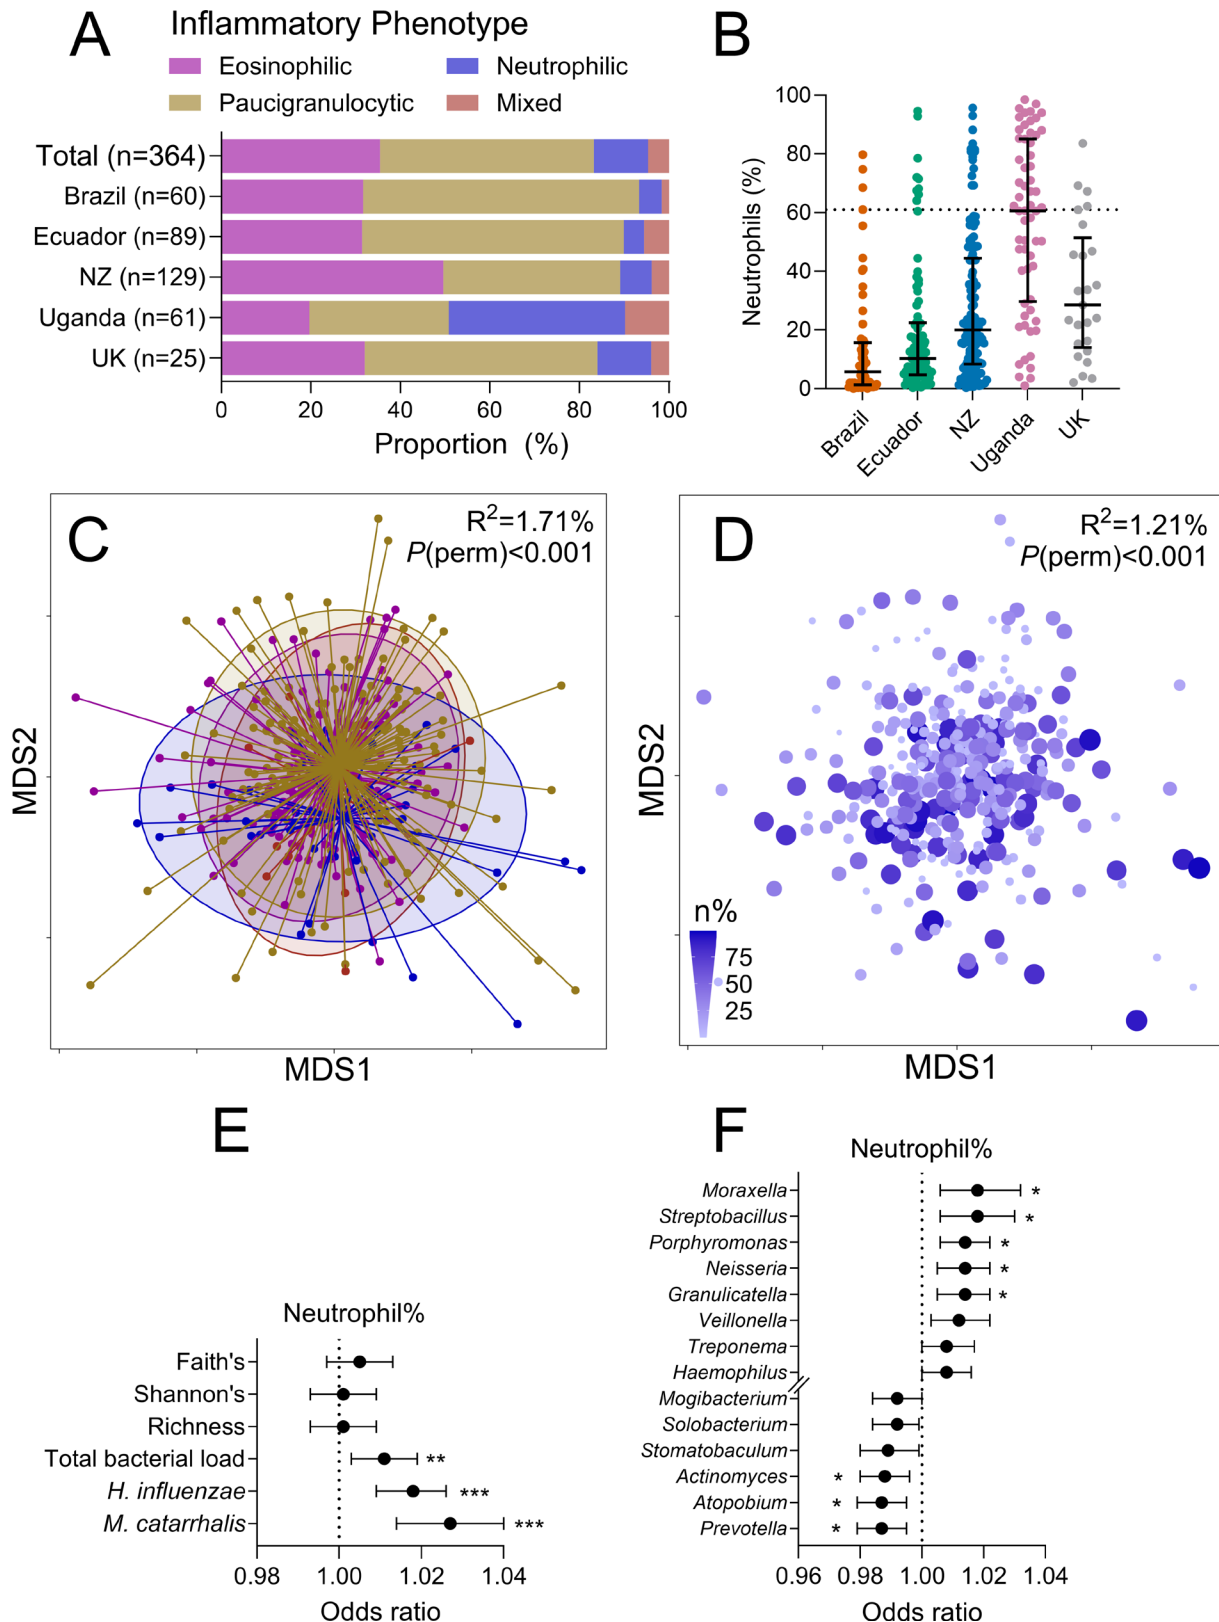 A
Inflammatory Phenotype
Eosinophilic
Neutrophilic
Paucigranulocytic
Mixed
Total (n=364)
Brazil (n=60)
Ecuador (n=89)
NZ (n=129)
Uganda (n=61)
UK (n=25)
0 20 40 60 80 100
Proportion (%)
B
100
80
60
40
20
0
Neutrophils (%)
Brazil
Ecuador
NZ
Uganda
UK
C
R²=1.71%
P(perm)<0.001
MDS2
MDS1
D
R²=1.21%
P(perm)<0.001
MDS2
n%
75
50
25
MDS1
E
Neutrophil%
Faith's
Shannon's
Richness
Total bacterial load **
H. influenzae ***
M. catarrhalis ***
0.98 1.00 1.02 1.04
Odds ratio
F
Neutrophil%
Moraxella *
Streptobacillus *
Porphyromonas *
Neisseria *
Granulicatella *
Veillonella
Treponema
Haemophilus
Mogibacterium
Solobacterium
Stomatobaculum
Actinomyces *
Atopobium *
Prevotella *
0.96 0.98 1.00 1.02 1.04
Odds ratio